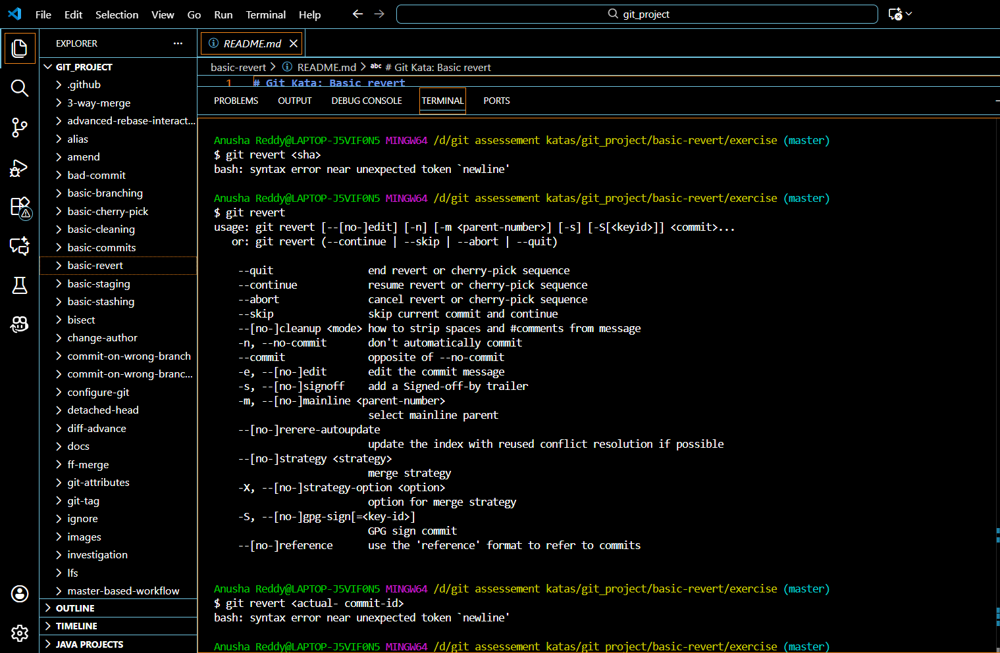 File Edit Selection View Go Run Terminal Help
git_project
EXPLORER
GIT_PROJECT
.github
3-way-merge
advanced-rebase-interact...
alias
amend
bad-commit
basic-branching
basic-cherry-pick
basic-cleaning
basic-commits
basic-revert
basic-staging
basic-stashing
bisect
change-author
commit-on-wrong-branch
commit-on-wrong-branc...
configure-git
detached-head
diff-advance
docs
ff-merge
git-attributes
git-tag
ignore
images
investigation
lfs
master-based-workflow
OUTLINE
TIMELINE
JAVA PROJECTS
README.md
basic-revert > README.md > abc # Git Kata: Basic revert
1 # Git Kata: Basic revert
PROBLEMS OUTPUT DEBUG CONSOLE TERMINAL PORTS
Anusha Reddy@LAPTOP-J5VIF0N5 MINGW64 /d/git assessement katas/git_project/basic-revert/exercise (master)
$ git revert <sha>
bash: syntax error near unexpected token `newline'
Anusha Reddy@LAPTOP-J5VIF0N5 MINGW64 /d/git assessement katas/git_project/basic-revert/exercise (master)
$ git revert
usage: git revert [--[no-]edit] [-n] [-m <parent-number>] [-s] [-S[<keyid>]] <commit>...
or: git revert (--continue | --skip | --abort | --quit)
--quit end revert or cherry-pick sequence
--continue resume revert or cherry-pick sequence
--abort cancel revert or cherry-pick sequence
--skip skip current commit and continue
--[no-]cleanup <mode> how to strip spaces and #comments from message
-n, --no-commit don't automatically commit
--commit opposite of --no-commit
-e, --[no-]edit edit the commit message
-s, --[no-]signoff add a Signed-off-by trailer
-m, --[no-]mainline <parent-number>
select mainline parent
--[no-]rerere-autoupdate
update the index with reused conflict resolution if possible
--[no-]strategy <strategy>
merge strategy
-X, --[no-]strategy-option <option>
option for merge strategy
-S, --[no-]gpg-sign[=<key-id>]
GPG sign commit
--[no-]reference use the 'reference' format to refer to commits
Anusha Reddy@LAPTOP-J5VIF0N5 MINGW64 /d/git assessement katas/git_project/basic-revert/exercise (master)
$ git revert <actual- commit-id>
bash: syntax error near unexpected token `newline'
Anusha Reddy@LAPTOP-J5VIF0N5 MINGW64 /d/git assessement katas/git_project/basic-revert/exercise (master)